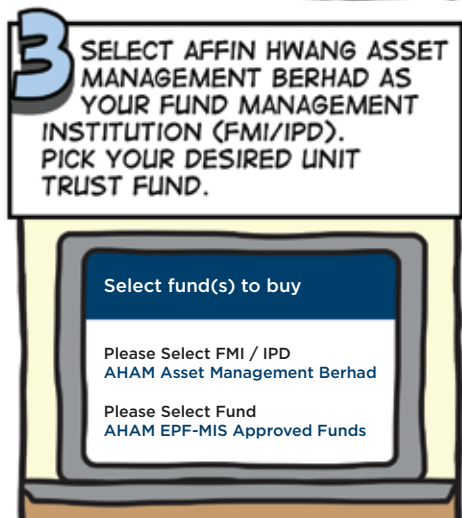 3
SELECT AFFIN HWANG ASSET
MANAGEMENT BERHAD AS
YOUR FUND MANAGEMENT
INSTITUTION (FMI/IPD).
PICK YOUR DESIRED UNIT
TRUST FUND.
Select fund(s) to buy
Please Select FMI / IPD
AHAM Asset Management Berhad
Please Select Fund
AHAM EPF-MIS Approved Funds